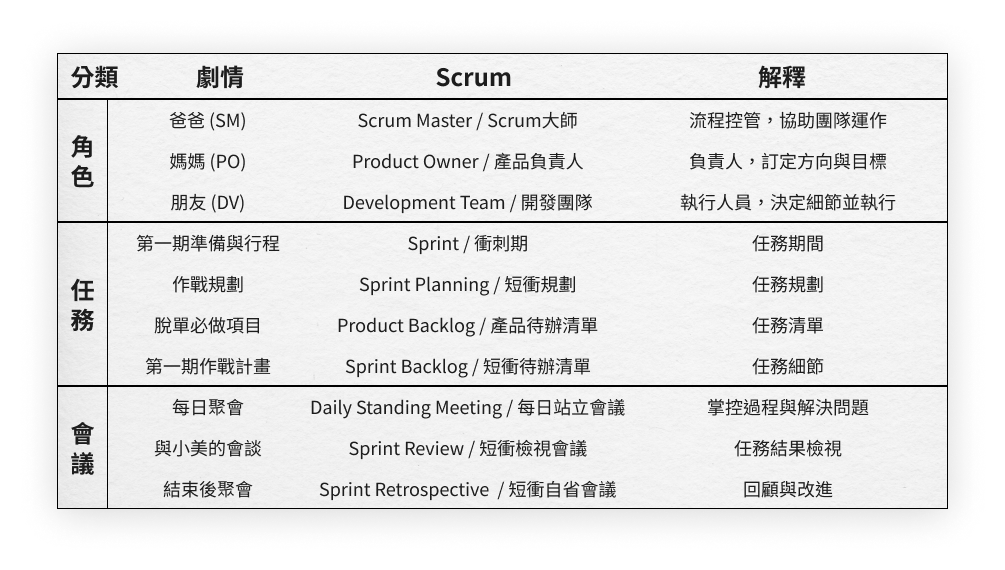 分類 劇情 Scrum 解釋
角色
爸爸 (SM) Scrum Master / Scrum大師 流程控管，協助團隊運作
媽媽 (PO) Product Owner / 產品負責人 負責人，訂定方向與目標
朋友 (DV) Development Team / 開發團隊 執行人員，決定細節並執行
任務
第一期準備與行程 Sprint / 衝刺期 任務期間
作戰規劃 Sprint Planning / 短衝規劃 任務規劃
脫單必做項目 Product Backlog / 產品待辦清單 任務清單
第一期作戰計畫 Sprint Backlog / 短衝待辦清單 任務細節
會議
每日聚會 Daily Standing Meeting / 每日站立會議 掌控過程與解決問題
與小美的會談 Sprint Review / 短衝檢視會議 任務結果檢視
結束後聚會 Sprint Retrospective / 短衝自省會議 回顧與改進